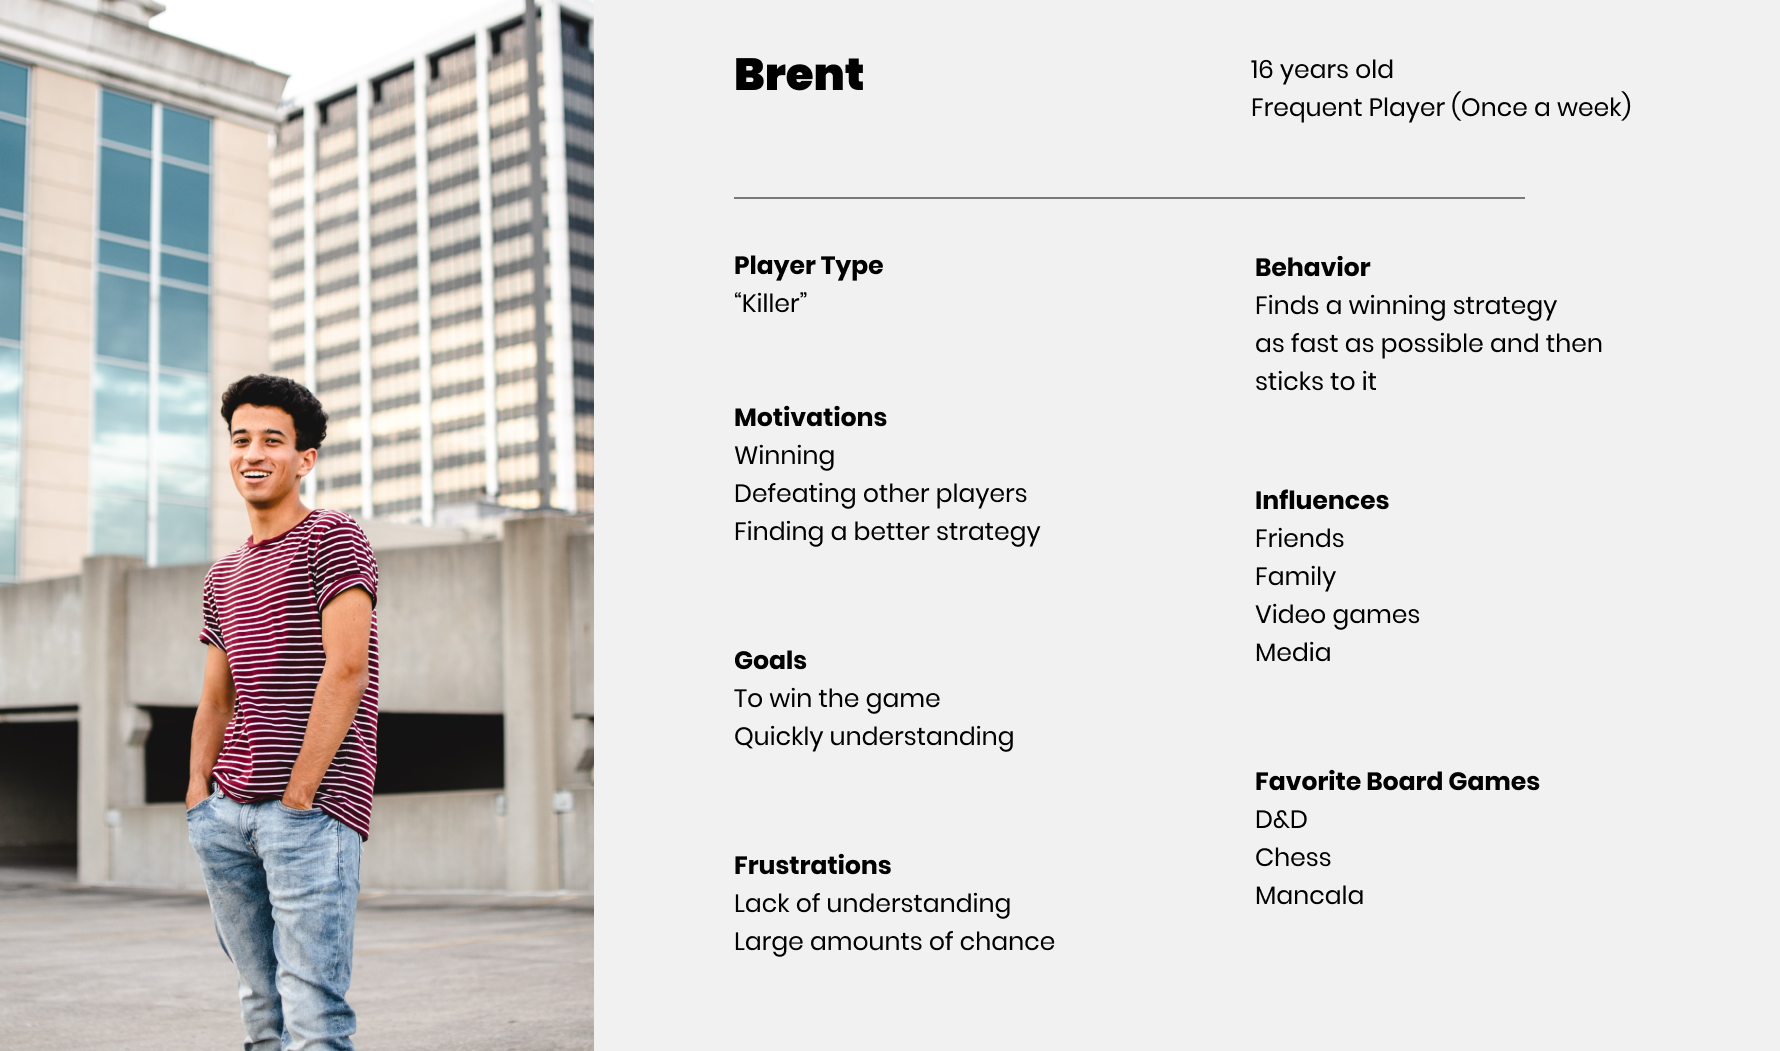 Brent
16 years old
Frequent Player (Once a week)
Player Type
“Killer”
Motivations
Winning
Defeating other players
Finding a better strategy
Goals
To win the game
Quickly understanding
Frustrations
Lack of understanding
Large amounts of chance
Behavior
Finds a winning strategy
as fast as possible and then
sticks to it
Influences
Friends
Family
Video games
Media
Favorite Board Games
D&D
Chess
Mancala